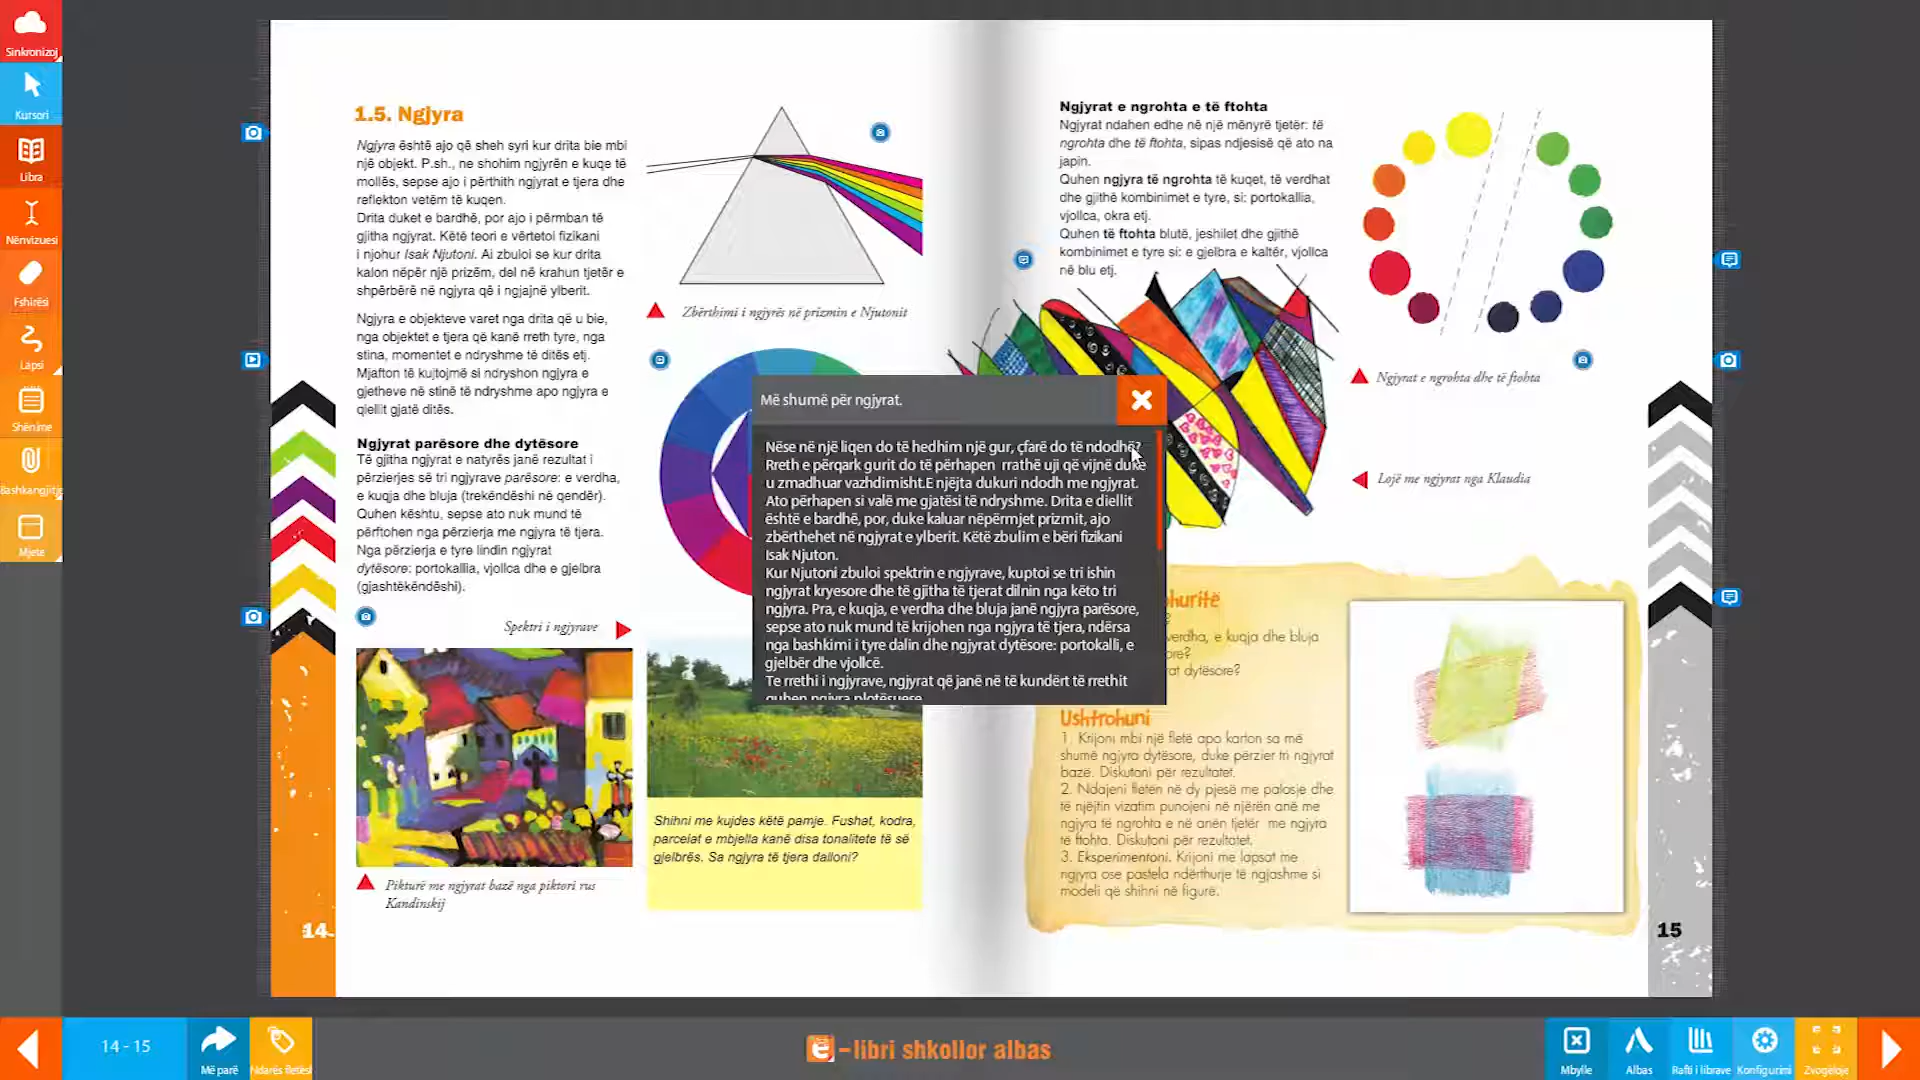 Sinkronizoj
Kursori
Libra
Nënvizuesi
Fshirësi
Lapsi
Shënime
Bashkangjitje
Mjete
1.5. Ngjyra
Ngjyra është ajo që sheh syri kur drita bie mbi
një objekt. P.sh., ne shohim ngjyrën e kuqe të
mollës, sepse ajo i përthith ngjyrat e tjera dhe
reflekton vetëm të kuqen.
Drita duket e bardhë, por ajo i përmban të
gjitha ngjyrat. Këtë teori e vërtetoi fizikani
i njohur Isak Njutoni. Ai zbuloi se kur drita
kalon nëpër një prizëm, del në krahun tjetër e
shpërbërë në ngjyra që i ngjajnë ylberit.
Ngjyra e objekteve varet nga drita që u bie,
nga objektet e tjera që kanë rreth tyre, nga
stina, momentet e ndryshme të ditës etj.
Mjafton të kujtojmë si ndryshon ngjyra e
gjetheve në stinë të ndryshme apo ngjyra e
qiellit gjatë ditës.
Ngjyrat parësore dhe dytësore
Të gjitha ngjyrat e natyrës janë rezultat i
përzierjes së tri ngjyrave parësore: e verdha,
e kuqja dhe bluja (trekëndëshi në qendër).
Quhen kështu, sepse ato nuk mund të
përftohen nga përzierja me ngjyra të tjera.
Nga përzierja e tyre lindin ngjyrat
dytësore: portokallia, vjollca dhe e gjelbra
(gjashtëkëndëshi).
Spektri i ngjyrave
Pikturë me ngjyrat bazë nga piktori rus
Kandinskij
14
Zbërthimi i ngjyrës në prizmin e Njutonit
Shihni me kujdes këtë pamje. Fushat, kodra,
parcelat e mbjella kanë disa tonalitete të së
gjelbrës. Sa ngjyra të tjera dalloni?
Më shumë për ngjyrat.
Nëse në një liqen do të hedhim një gur, çfarë do të ndodhë?
Rreth e përqark gurit do të përhapen rrathë uji që vijnë duke
u zmadhuar vazhdimisht.E njëjta dukuri ndodh me ngjyrat.
Ato përhapen si valë me gjatësi të ndryshme. Drita e diellit
është e bardhë, por, duke kaluar nëpërmjet prizmit, ajo
zbërthehet në ngjyrat e ylberit. Këtë zbulim e bëri fizikani
Isak Njuton.
Kur Njutoni zbuloi spektrin e ngjyrave, kuptoi se tri ishin
ngjyrat kryesore dhe të gjitha të tjerat dilnin nga këto tri
ngjyra. Pra, e kuqja, e verdha dhe bluja janë ngjyra parësore,
sepse ato nuk mund të krijohen nga ngjyra të tjera, ndërsa
nga bashkimi i tyre dalin dhe ngjyrat dytësore: portokalli, e
gjelbër dhe vjollcë.
Te rrethi i ngjyrave, ngjyrat që janë në të kundërt të rrethit
quhen ngjyra plotësuese
Ngjyrat e ngrohta e të ftohta
Ngjyrat ndahen edhe në një mënyrë tjetër: të
ngrohta dhe të ftohta, sipas ndjesisë që ato na
japin.
Quhen ngjyra të ngrohta të kuqet, të verdhat
dhe gjithë kombinimet e tyre, si: portokallia,
vjollca, okra etj.
Quhen të ftohta blutë, jeshilet dhe gjithë
kombinimet e tyre si: e gjelbra e kaltër, vjollca
në blu etj.
Ngjyrat e ngrohta dhe të ftohta
Lojë me ngjyrat nga Klaudia
huritë
?
verdha, e kuqja dhe bluja
ore?
at dytësore?
Ushtrohuni
1. Krijoni mbi një fletë apo karton sa më
shumë ngjyra dytësore, duke përzier tri ngjyrat
bazë. Diskutoni për rezultatet.
2. Ndajeni fletën në dy pjesë me palosje dhe
të njëjtin vizatim punojeni në njërën anë me
ngjyra të ngrohta e në anën tjetër me ngjyra
të ftohta. Diskutoni për rezultatet.
3. Eksperimentoni. Krijoni me lapsat me
ngjyra ose pastela ndërthurje të ngjashme si
modeli që shihni në figurë.
15
14 - 15
Më parë
Ndarës fletësh
e-libri shkollor albas
Mbylle
Albas
Rafti i librave
Konfigurimi
Zvogëloje